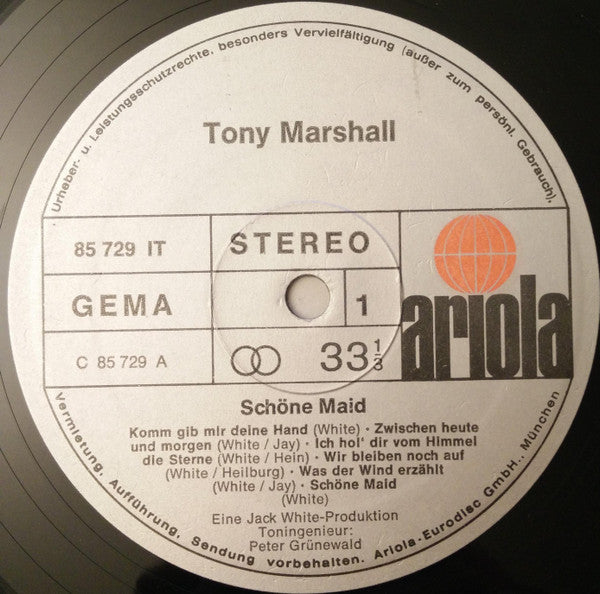 Urheber- u. Leistungsschutzrechte, besonders Vervielfältigung (außer zum persönl. Gebrauch),
Tony Marshall
85 729 IT
STEREO
GEMA
1
ariola
C 85 729 A
33 1/3
Schöne Maid
Komm gib mir deine Hand (White) · Zwischen heute
und morgen (White / Jay) · Ich hol' dir vom Himmel
die Sterne (White / Hein) · Wir bleiben noch auf
(White / Heilburg) · Was der Wind erzählt
(White / Jay) · Schöne Maid
(White)
Eine Jack White-Produktion
Toningenieur:
Peter Grünewald
Vermietung, Aufführung, Sendung vorbehalten. Ariola-Eurodisc GmbH., München